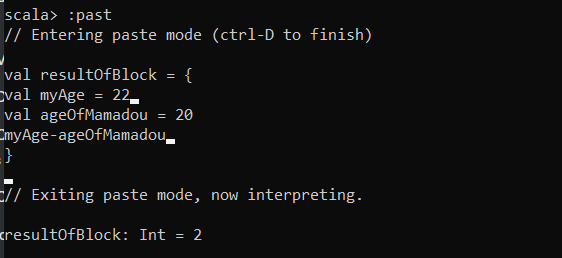 scala> :past
// Entering paste mode (ctrl-D to finish)
val resultOfBlock = {
val myAge = 22
val ageOfMamadou = 20
myAge-ageOfMamadou
}
// Exiting paste mode, now interpreting.
resultOfBlock: Int = 2